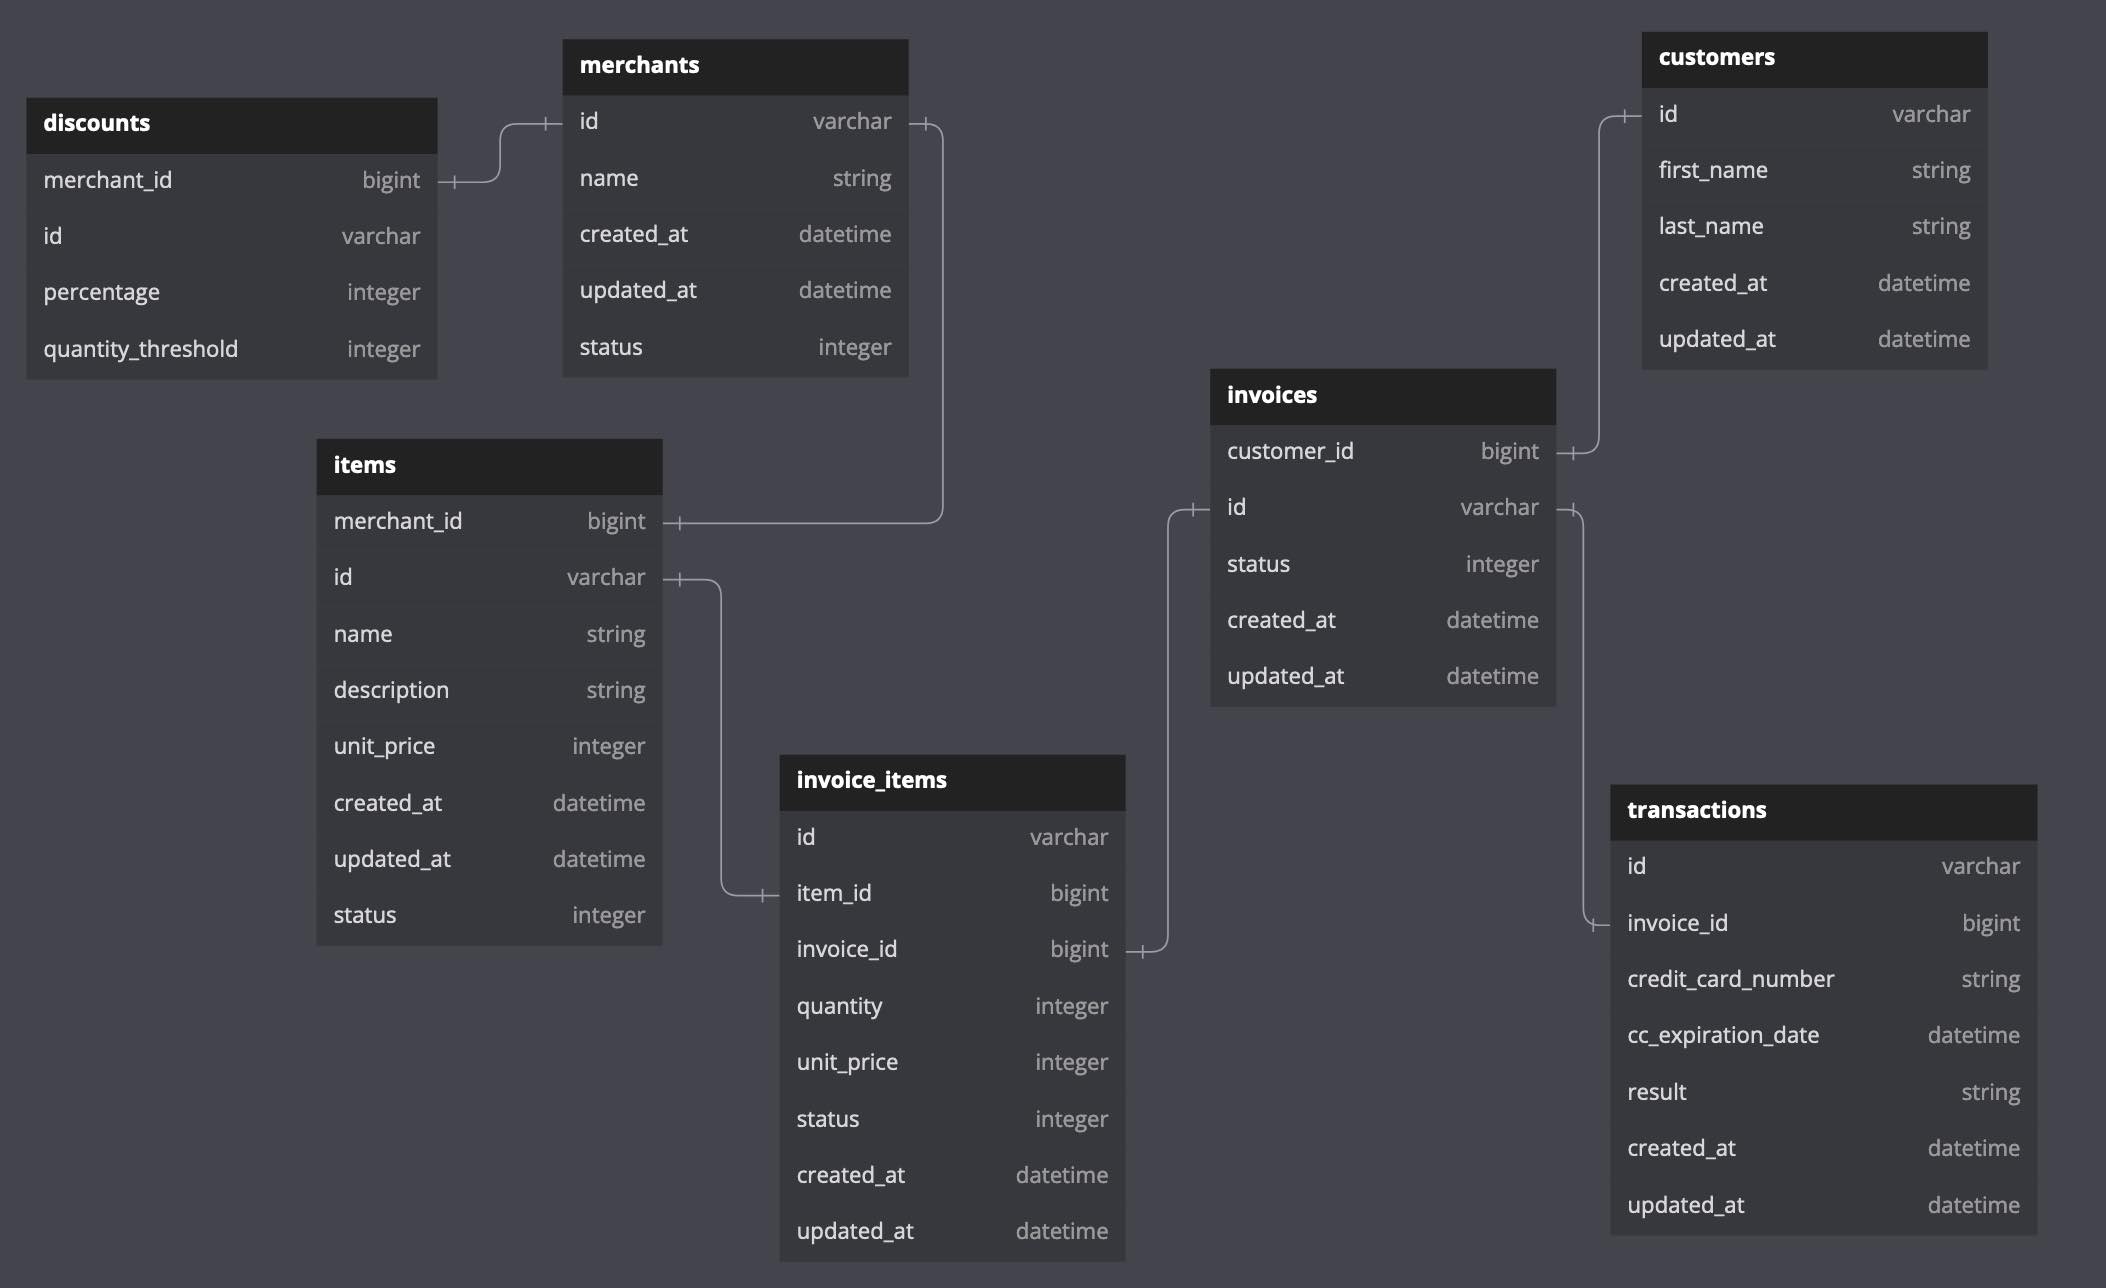 discounts
merchant_id bigint
id varchar
percentage integer
quantity_threshold integer
merchants
id varchar
name string
created_at datetime
updated_at datetime
status integer
customers
id varchar
first_name string
last_name string
created_at datetime
updated_at datetime
items
merchant_id bigint
id varchar
name string
description string
unit_price integer
created_at datetime
updated_at datetime
status integer
invoices
customer_id bigint
id varchar
status integer
created_at datetime
updated_at datetime
invoice_items
id varchar
item_id bigint
invoice_id bigint
quantity integer
unit_price integer
status integer
created_at datetime
updated_at datetime
transactions
id varchar
invoice_id bigint
credit_card_number string
cc_expiration_date datetime
result string
created_at datetime
updated_at datetime